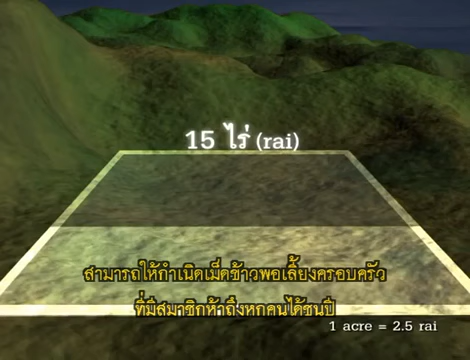 15 ไร่ (rai)
สามารถให้กำเนิดเม็ดข้าวพอเลี้ยงครอบครัว
ที่มีสมาชิกห้าถึงหกคนได้ชนปี
1 acre = 2.5 rai